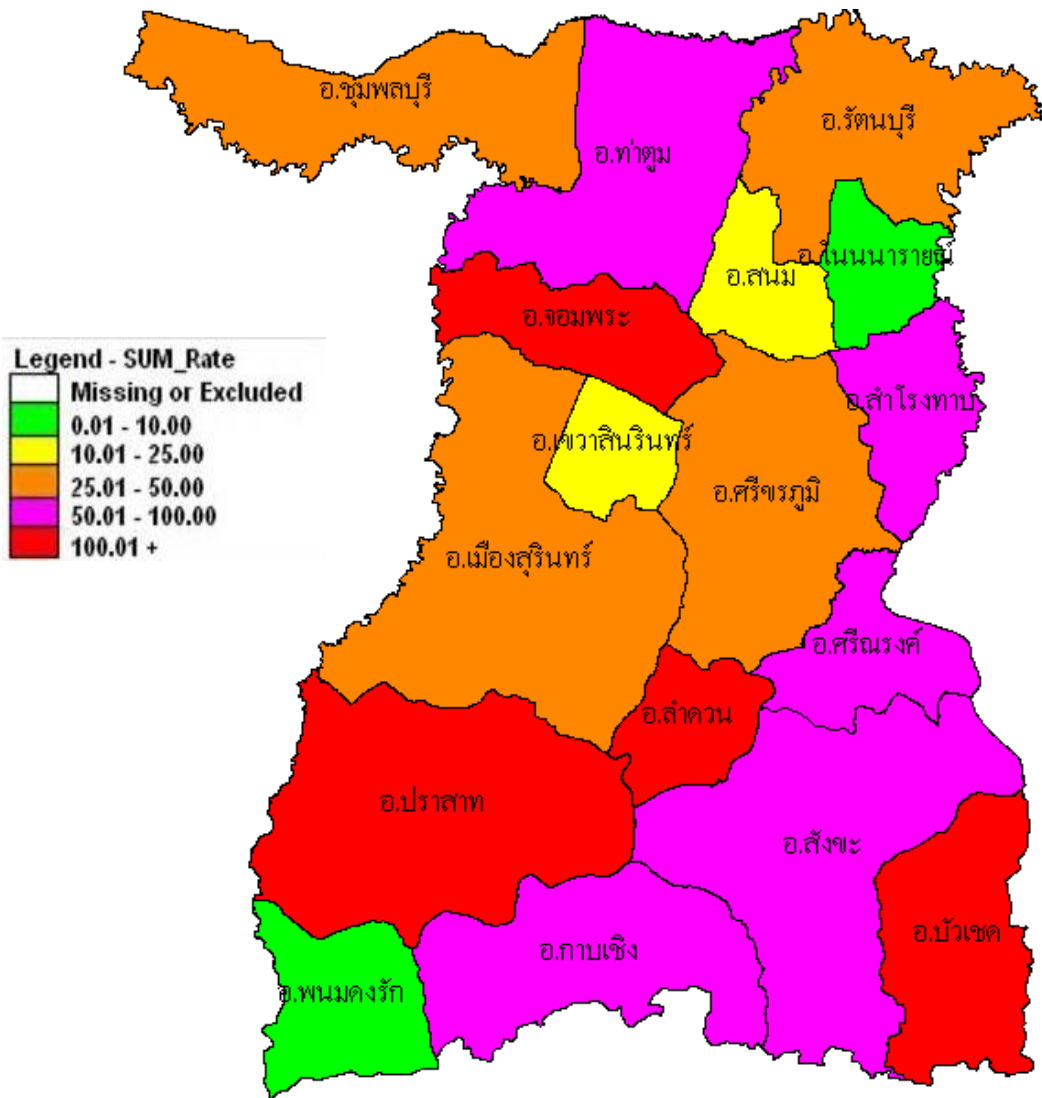 อ.ชุมพลบุรี
อ.รัตนบุรี
อ.ท่าตูม
อ.โนนนารายณ์
อ.สนม
อ.จอมพระ
Legend - SUM_Rate
Missing or Excluded
0.01 - 10.00
10.01 - 25.00
25.01 - 50.00
50.01 - 100.00
100.01 +
อ.สำโรงทาบ
อ.เขวาสินรินทร์
อ.ศรีขรภูมิ
อ.เมืองสุรินทร์
อ.ศรีณรงค์
อ.ลำดวน
อ.ปราสาท
อ.สังขะ
อ.บัวเชด
อ.กาบเชิง
อ.พนมดงรัก